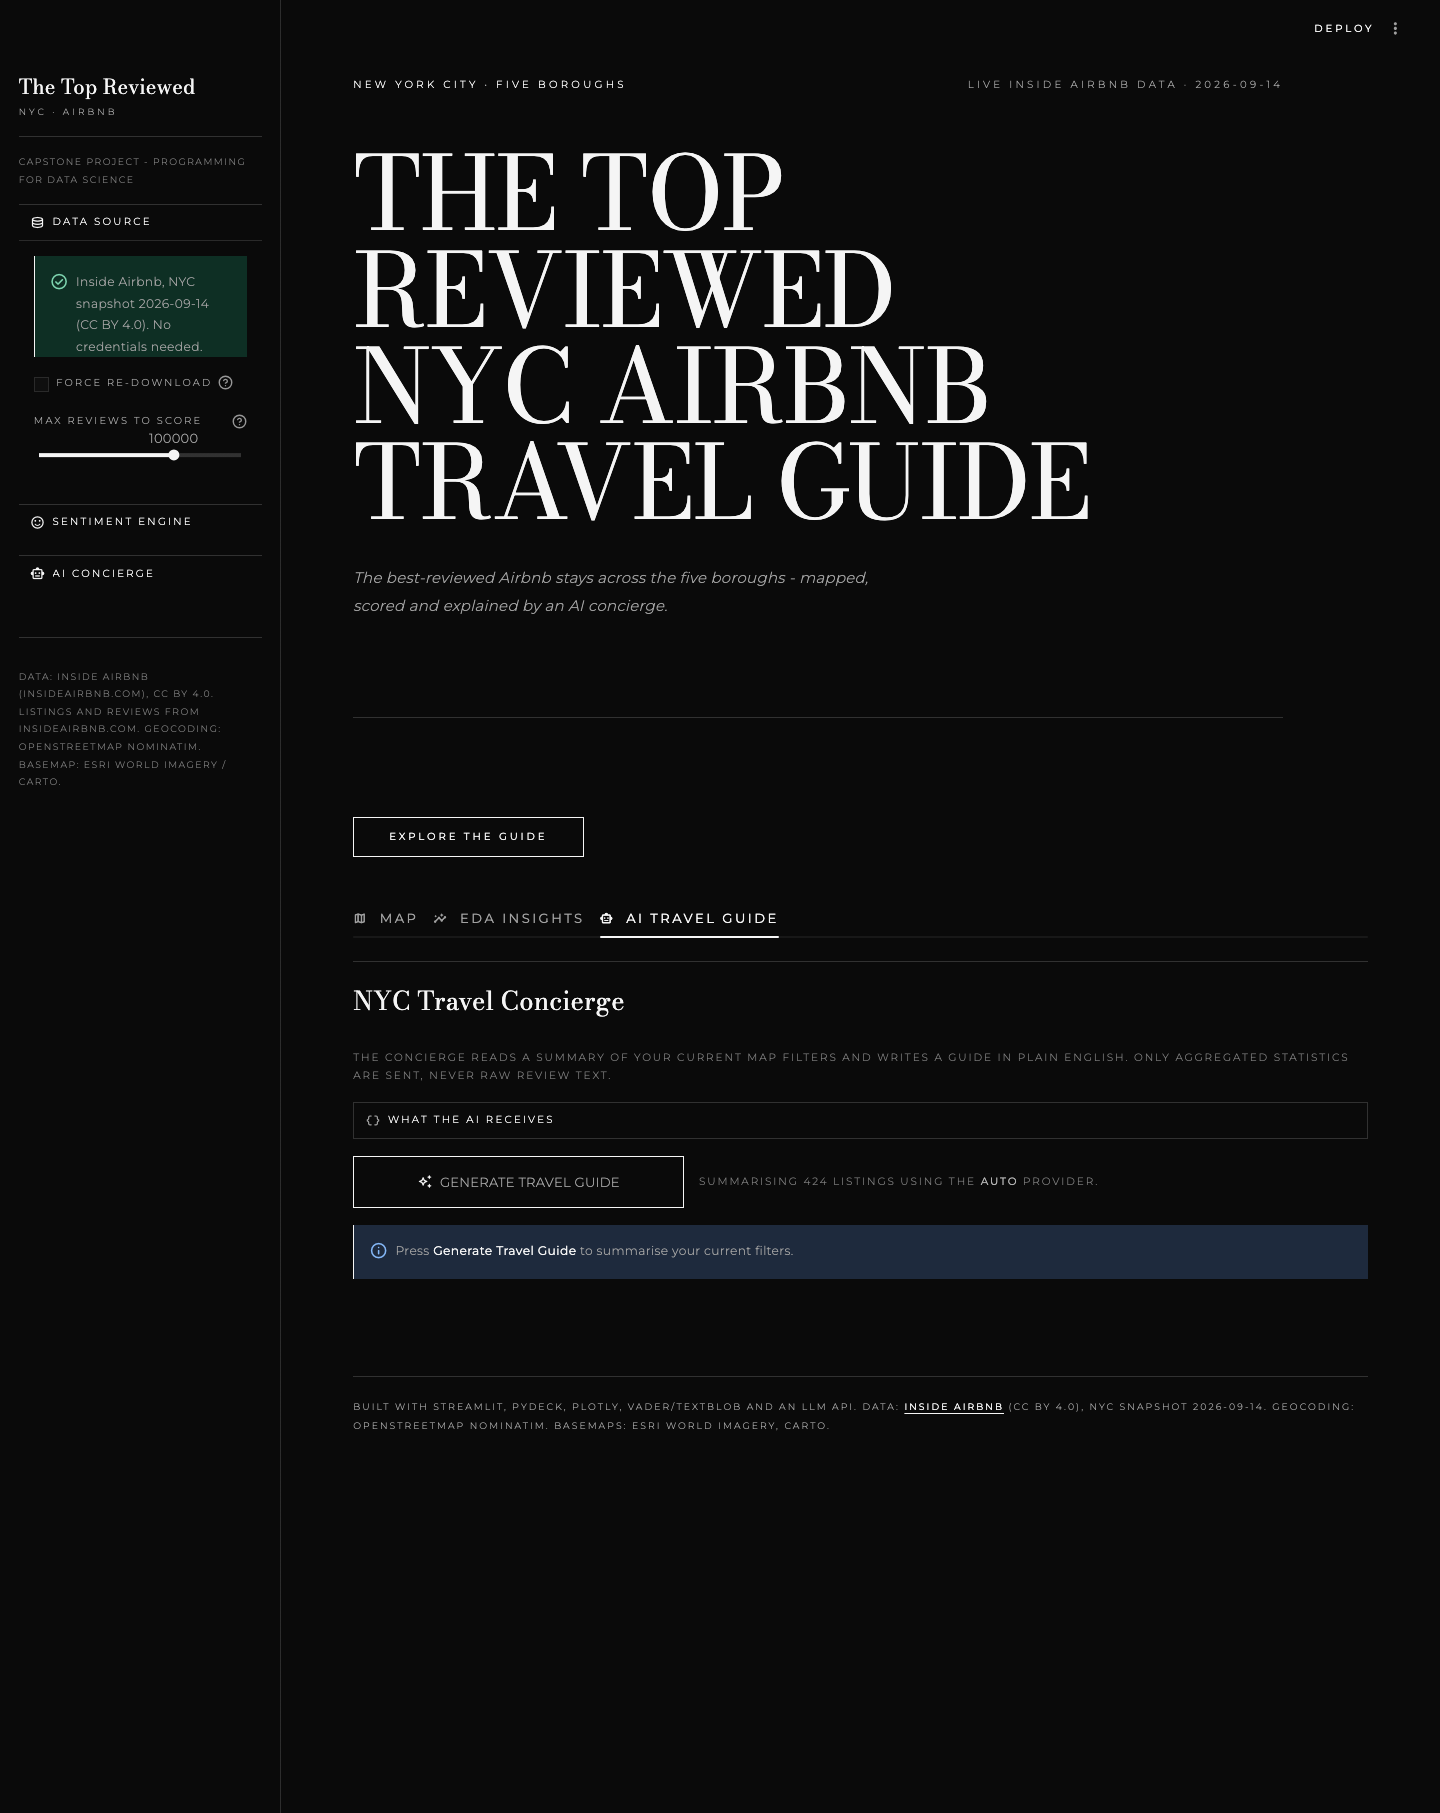 DEPLOY
The Top Reviewed
NYC · AIRBNB
CAPSTONE PROJECT - PROGRAMMING
FOR DATA SCIENCE
DATA SOURCE
Inside Airbnb, NYC
snapshot 2026-09-14
(CC BY 4.0). No
credentials needed.
FORCE RE-DOWNLOAD
MAX REVIEWS TO SCORE
100000
SENTIMENT ENGINE
AI CONCIERGE
DATA: INSIDE AIRBNB
(INSIDEAIRBNB.COM), CC BY 4.0.
LISTINGS AND REVIEWS FROM
INSIDEAIRBNB.COM. GEOCODING:
OPENSTREETMAP NOMINATIM.
BASEMAP: ESRI WORLD IMAGERY /
CARTO.
NEW YORK CITY · FIVE BOROUGHS
LIVE INSIDE AIRBNB DATA · 2026-09-14
THE TOP
REVIEWED
NYC AIRBNB
TRAVEL GUIDE
The best-reviewed Airbnb stays across the five boroughs - mapped,
scored and explained by an AI concierge.
EXPLORE THE GUIDE
MAP
EDA INSIGHTS
AI TRAVEL GUIDE
NYC Travel Concierge
THE CONCIERGE READS A SUMMARY OF YOUR CURRENT MAP FILTERS AND WRITES A GUIDE IN PLAIN ENGLISH. ONLY AGGREGATED STATISTICS
ARE SENT, NEVER RAW REVIEW TEXT.
WHAT THE AI RECEIVES
GENERATE TRAVEL GUIDE
SUMMARISING 424 LISTINGS USING THE AUTO PROVIDER.
Press Generate Travel Guide to summarise your current filters.
BUILT WITH STREAMLIT, PYDECK, PLOTLY, VADER/TEXTBLOB AND AN LLM API. DATA: INSIDE AIRBNB (CC BY 4.0), NYC SNAPSHOT 2026-09-14. GEOCODING:
OPENSTREETMAP NOMINATIM. BASEMAPS: ESRI WORLD IMAGERY, CARTO.